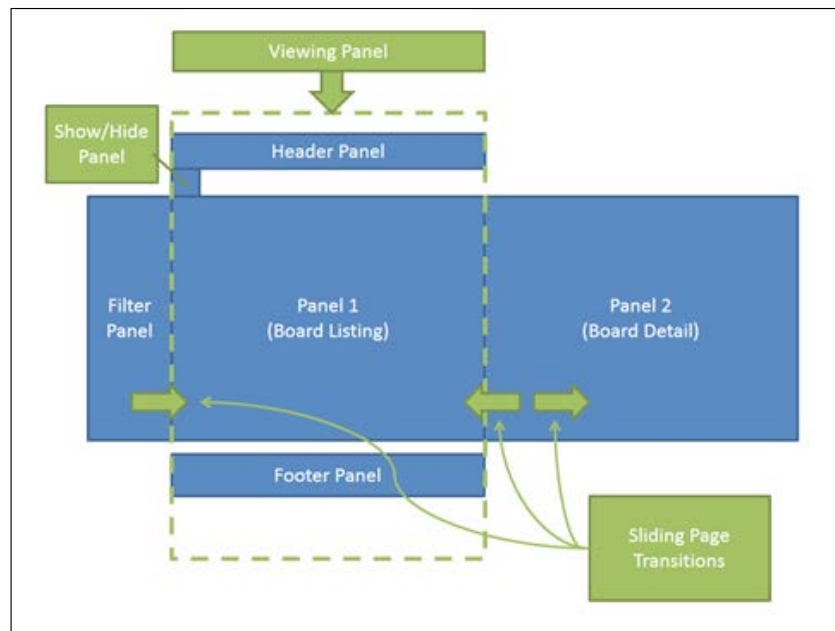 Viewing Panel
Show/Hide
Panel
Header Panel
Filter
Panel
Panel 1
(Board Listing)
Panel 2
(Board Detail)
Footer Panel
Sliding Page
Transitions